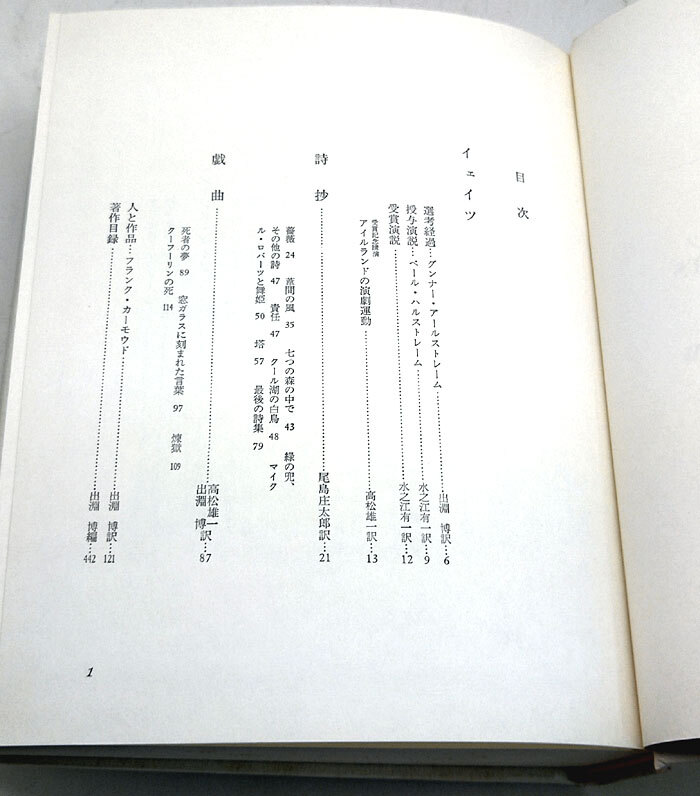 目次
イェイツ
選考経過…グンナー・アールストレーム…………出淵　博訳…6
授与演説…ペール・ハルストレーム…………水之江有一訳…9
受賞演説…………水之江有一訳…12
受賞記念講演
アイルランドの演劇運動…………高松雄一訳…13
詩抄…………尾島庄太郎訳…21
薔薇 24　葦間の風 35　七つの森の中で 43　緑の兜、
その他の詩 47　責任 47　クール湖の白鳥 48　マイク
ル・ロバーツと舞姫 50　塔 57　最後の詩集 79
戯曲…………高松雄一
出淵　博訳…87
死者の夢 89　窓ガラスに刻まれた言葉 97　煉獄 109
クーフーリンの死 114
人と作品…フランク・カーモウド…………出淵　博訳…121
著作目録…………出淵　博編…442
1